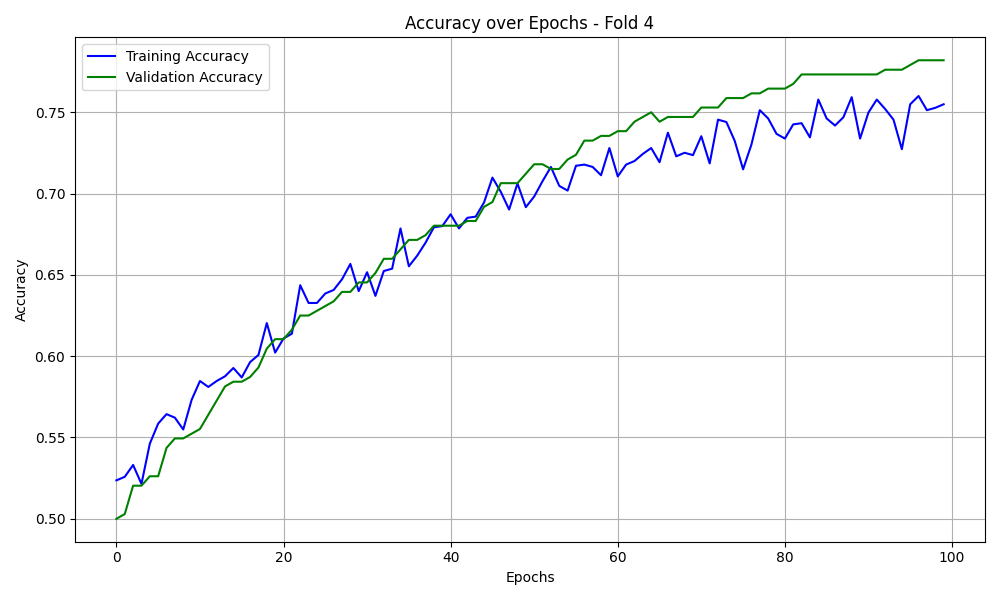 Accuracy over Epochs - Fold 4
Training Accuracy
Validation Accuracy
Accuracy
0.75
0.70
0.65
0.60
0.55
0.50
0 20 40 60 80 100
Epochs